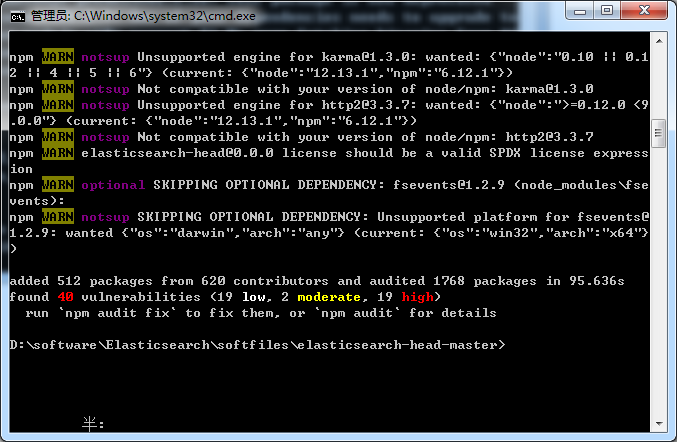 管理员: C:\Windows\system32\cmd.exe
npm WARN notsup Unsupported engine for karma@1.3.0: wanted: {"node":"0.10 || 0.1
2 || 4 || 5 || 6"} (current: {"node":"12.13.1","npm":"6.12.1"})
npm WARN notsup Not compatible with your version of node/npm: karma@1.3.0
npm WARN notsup Unsupported engine for http2@3.3.7: wanted: {"node":">=0.12.0 <9
.0.0"} (current: {"node":"12.13.1","npm":"6.12.1"})
npm WARN notsup Not compatible with your version of node/npm: http2@3.3.7
npm WARN elasticsearch-head@0.0.0 license should be a valid SPDX license express
ion
npm WARN optional SKIPPING OPTIONAL DEPENDENCY: fsevents@1.2.9 (node_modules\fse
vents):
npm WARN notsup SKIPPING OPTIONAL DEPENDENCY: Unsupported platform for fsevents@
1.2.9: wanted {"os":"darwin","arch":"any"} (current: {"os":"win32","arch":"x64"}
)
added 512 packages from 620 contributors and audited 1768 packages in 95.636s
found 40 vulnerabilities (19 low, 2 moderate, 19 high)
run `npm audit fix` to fix them, or `npm audit` for details
D:\software\Elasticsearch\softfiles\elasticsearch-head-master>
半: